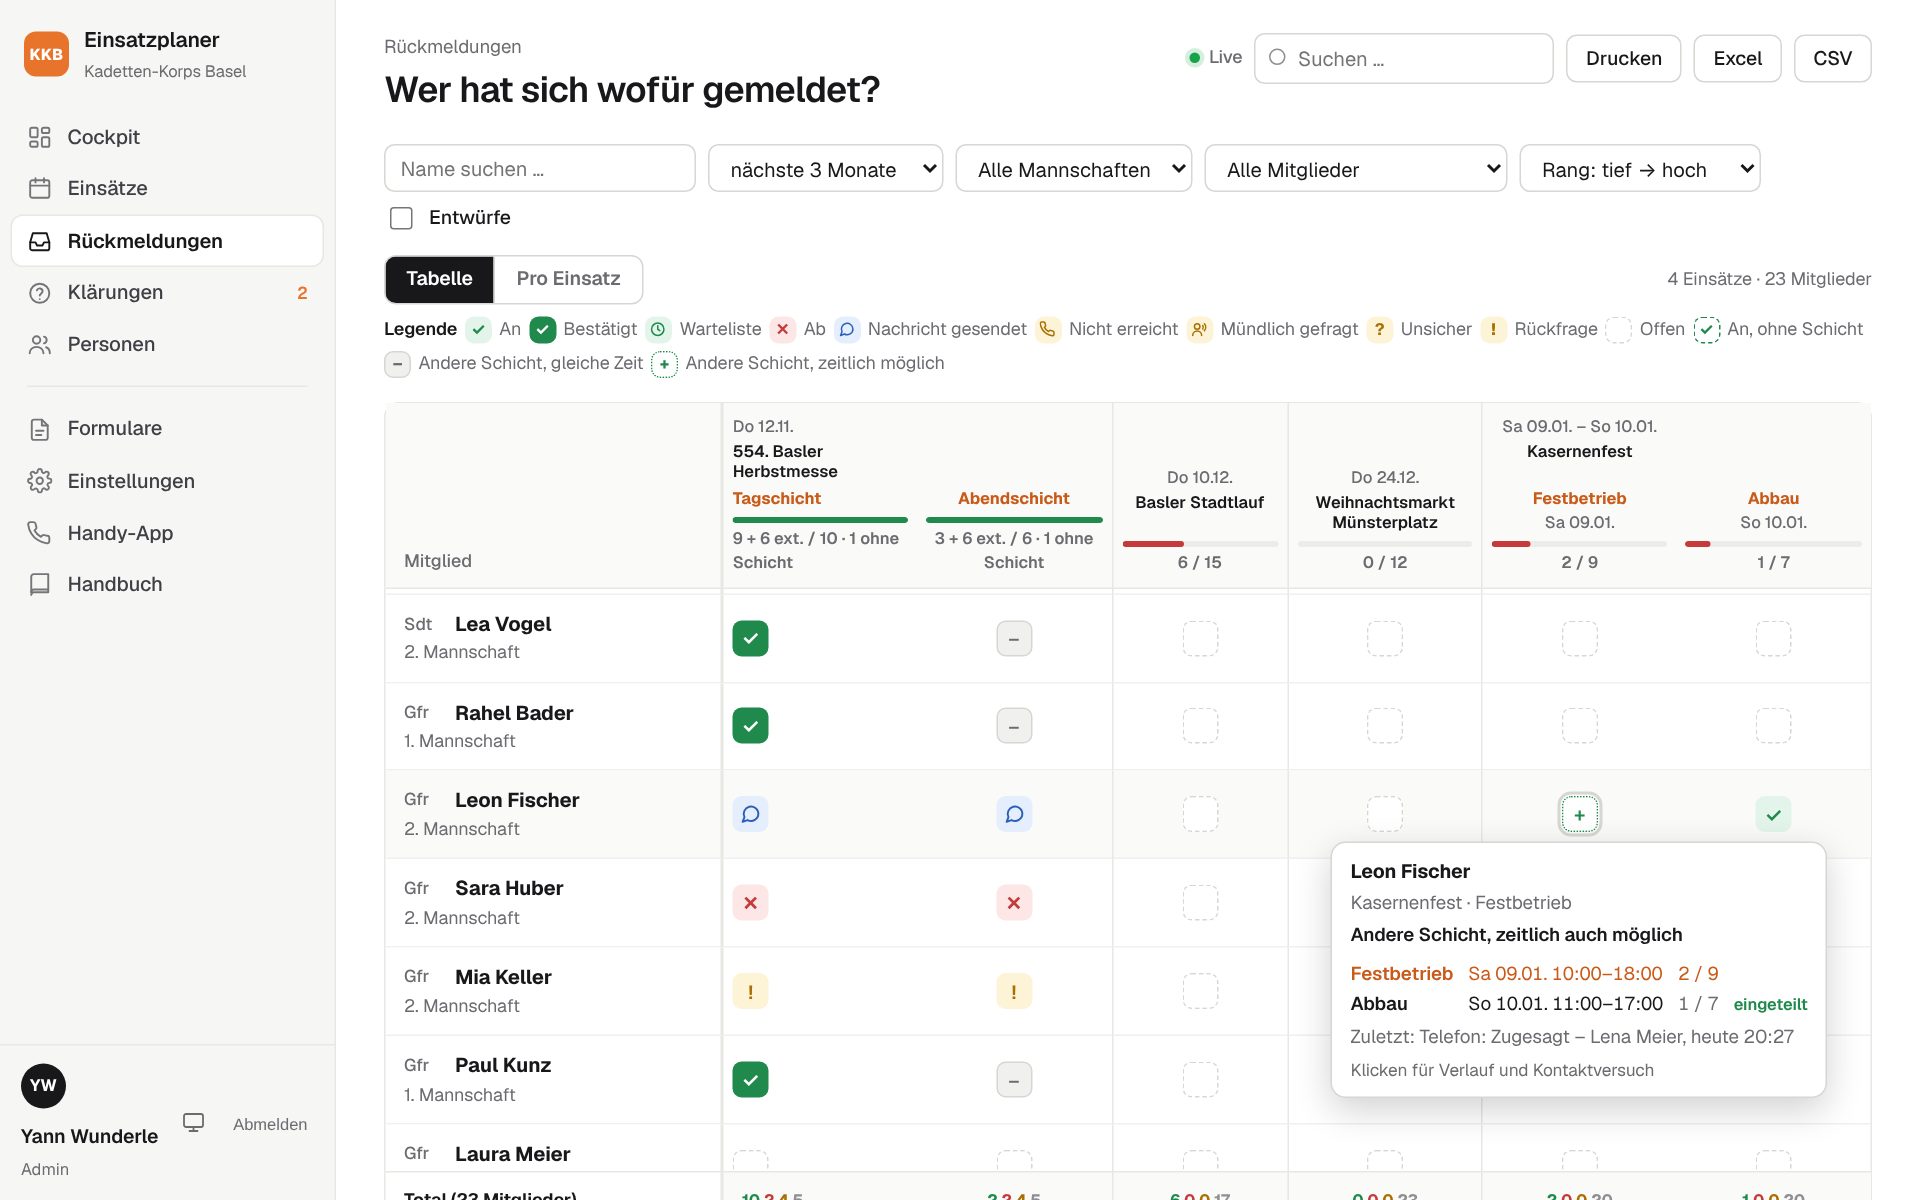 KKB
Einsatzplaner
Kadetten-Korps Basel
Cockpit
Einsätze
Rückmeldungen
Klärungen 2
Personen
Formulare
Einstellungen
Handy-App
Handbuch
YW
Yann Wunderle
Admin
Abmelden
Rückmeldungen
Wer hat sich wofür gemeldet?
Live
Suchen …
Drucken
Excel
CSV
Name suchen …
nächste 3 Monate
Alle Mannschaften
Alle Mitglieder
Rang: tief → hoch
Entwürfe
Tabelle
Pro Einsatz
4 Einsätze · 23 Mitglieder
Legende An Bestätigt Warteliste Ab Nachricht gesendet Nicht erreicht Mündlich gefragt ? Unsicher ! Rückfrage Offen An, ohne Schicht
– Andere Schicht, gleiche Zeit + Andere Schicht, zeitlich möglich
Mitglied
Do 12.11.
554. Basler
Herbstmesse
Tagschicht
9 + 6 ext. / 10 · 1 ohne
Schicht
Abendschicht
3 + 6 ext. / 6 · 1 ohne
Schicht
Do 10.12.
Basler Stadtlauf
6 / 15
Do 24.12.
Weihnachtsmarkt
Münsterplatz
0 / 12
Sa 09.01. – So 10.01.
Kasernenfest
Festbetrieb
Sa 09.01.
2 / 9
Abbau
So 10.01.
1 / 7
Sdt Lea Vogel
2. Mannschaft
–
Gfr Rahel Bader
1. Mannschaft
–
Gfr Leon Fischer
2. Mannschaft
+
Gfr Sara Huber
2. Mannschaft
Gfr Mia Keller
2. Mannschaft
! !
Gfr Paul Kunz
1. Mannschaft
–
Gfr Laura Meier
Total (23 Mitglieder)
Leon Fischer
Kasernenfest · Festbetrieb
Andere Schicht, zeitlich auch möglich
Festbetrieb Sa 09.01. 10:00–18:00 2 / 9
Abbau So 10.01. 11:00–17:00 1 / 7 eingeteilt
Zuletzt: Telefon: Zugesagt – Lena Meier, heute 20:27
Klicken für Verlauf und Kontaktversuch